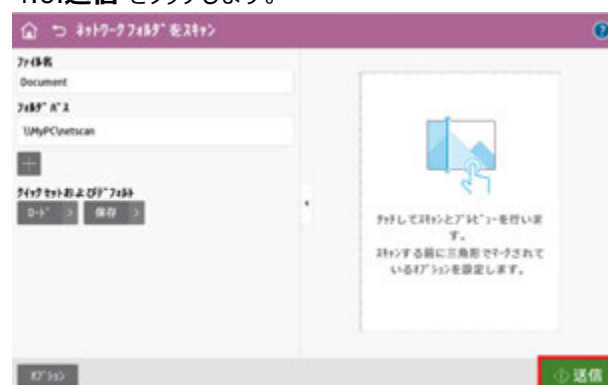 送信 をタップします。
ネットワークフォルダをスキャン
?
ファイル名
Document
フォルダ パス
\\MyPC\netscan
+
クイック セットおよびデフォルト
ロード > 保存 >
タッチしてスキャンとプレビューを行いま
す。
スキャンする前に三角形でマークされて
いるオプションを設定します。
オプション
送信